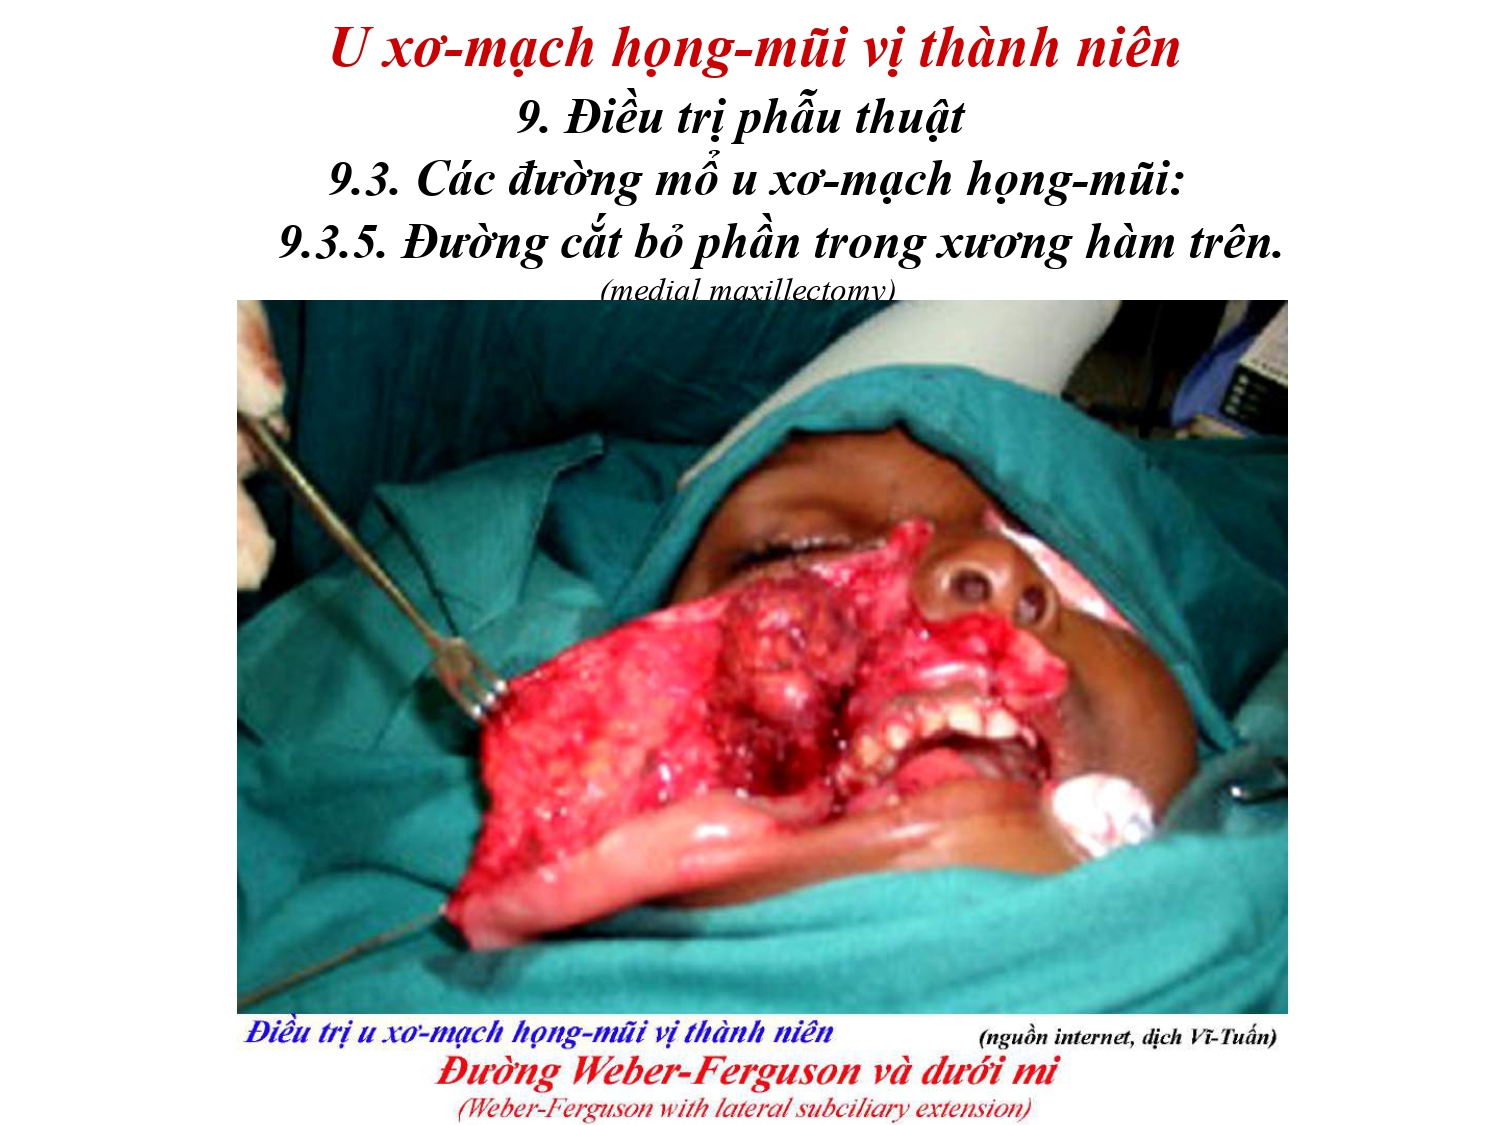 U xơ-mạch họng-mũi vị thành niên
9. Điều trị phẫu thuật
9.3. Các đường mổ u xơ-mạch họng-mũi:
9.3.5. Đường cắt bỏ phần trong xương hàm trên.
(medial maxillectomy)
Điều trị u xơ-mạch họng-mũi vị thành niên (nguồn internet, dịch Vĩ-Tuấn)
Đường Weber-Ferguson và dưới mi
(Weber-Ferguson with lateral subciliary extension)